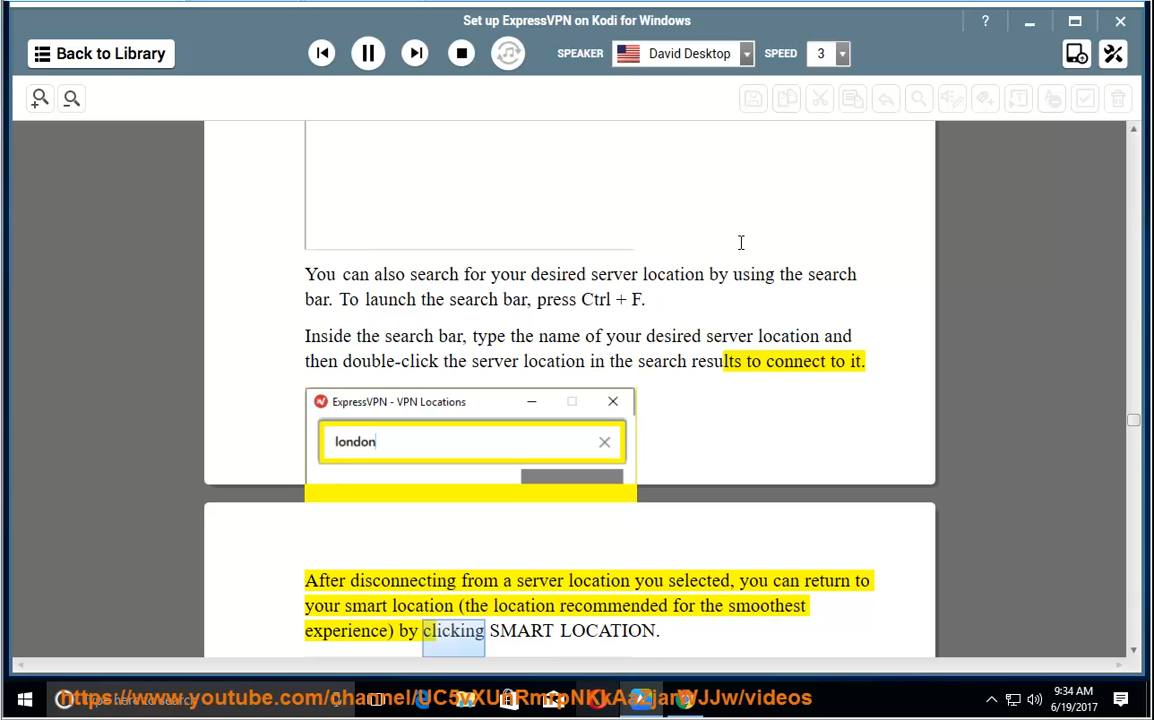 Set up ExpressVPN on Kodi for Windows
?
Back to Library
SPEAKER
David Desktop
SPEED
3
You can also search for your desired server location by using the search
bar. To launch the search bar, press Ctrl + F.
Inside the search bar, type the name of your desired server location and
then double-click the server location in the search results to connect to it.
ExpressVPN - VPN Locations
london
After disconnecting from a server location you selected, you can return to
your smart location (the location recommended for the smoothest
experience) by clicking SMART LOCATION.
9:34 AM
6/19/2017